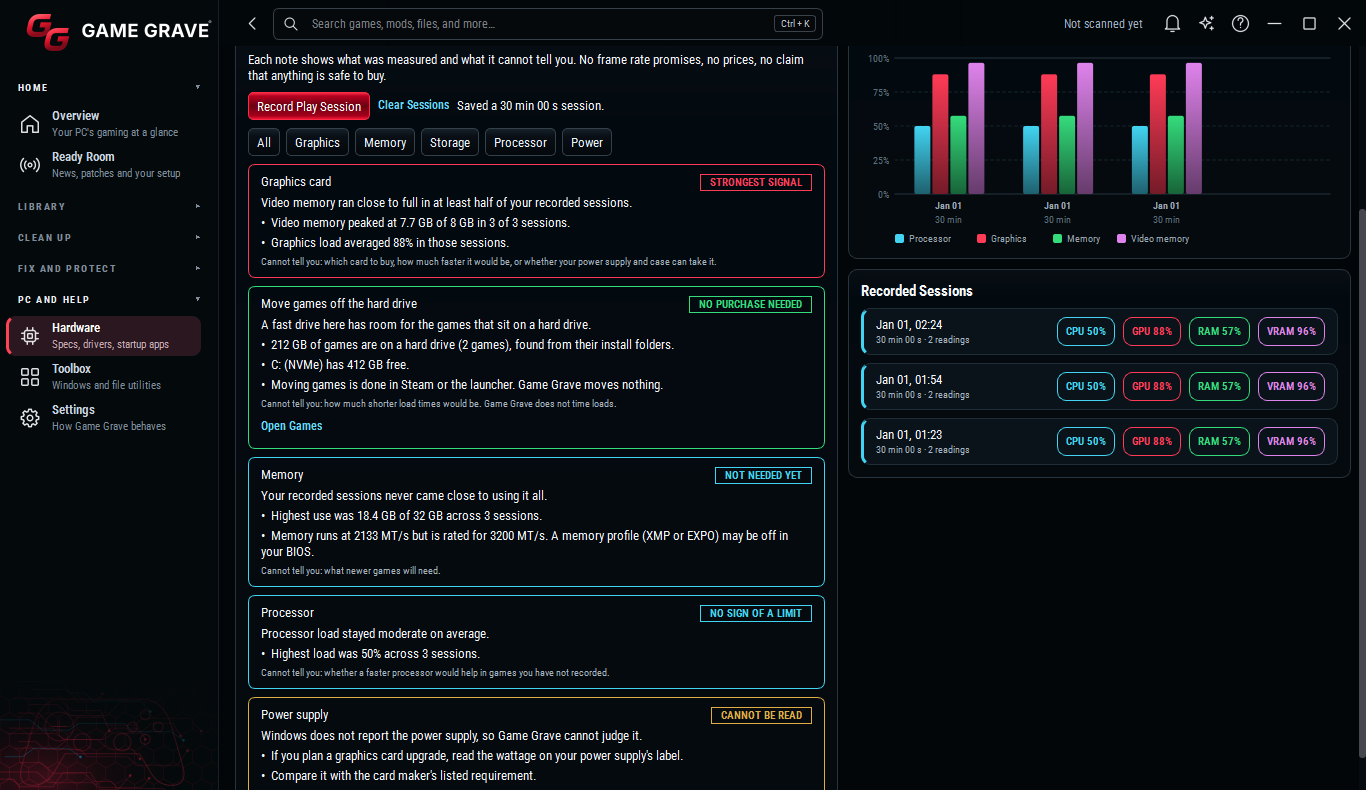 GAME GRAVE
Search games, mods, files, and more...
Ctrl + K
Not scanned yet
HOME
Overview
Your PC's gaming at a glance
Ready Room
News, patches and your setup
LIBRARY
CLEAN UP
FIX AND PROTECT
PC AND HELP
Hardware
Specs, drivers, startup apps
Toolbox
Windows and file utilities
Settings
How Game Grave behaves
Each note shows what was measured and what it cannot tell you. No frame rate promises, no prices, no claim
that anything is safe to buy.
Record Play Session
Clear Sessions
Saved a 30 min 00 s session.
All
Graphics
Memory
Storage
Processor
Power
Graphics card
STRONGEST SIGNAL
Video memory ran close to full in at least half of your recorded sessions.
• Video memory peaked at 7.7 GB of 8 GB in 3 of 3 sessions.
• Graphics load averaged 88% in those sessions.
Cannot tell you: which card to buy, how much faster it would be, or whether your power supply and case can take it.
Move games off the hard drive
NO PURCHASE NEEDED
A fast drive here has room for the games that sit on a hard drive.
• 212 GB of games are on a hard drive (2 games), found from their install folders.
• C: (NVMe) has 412 GB free.
• Moving games is done in Steam or the launcher. Game Grave moves nothing.
Cannot tell you: how much shorter load times would be. Game Grave does not time loads.
Open Games
Memory
NOT NEEDED YET
Your recorded sessions never came close to using it all.
• Highest use was 18.4 GB of 32 GB across 3 sessions.
• Memory runs at 2133 MT/s but is rated for 3200 MT/s. A memory profile (XMP or EXPO) may be off in
your BIOS.
Cannot tell you: what newer games will need.
Processor
NO SIGN OF A LIMIT
Processor load stayed moderate on average.
• Highest load was 50% across 3 sessions.
Cannot tell you: whether a faster processor would help in games you have not recorded.
Power supply
CANNOT BE READ
Windows does not report the power supply, so Game Grave cannot judge it.
• If you plan a graphics card upgrade, read the wattage on your power supply's label.
• Compare it with the card maker's listed requirement.
100%
75%
50%
25%
0%
Jan 01
30 min
Jan 01
30 min
Jan 01
30 min
Processor
Graphics
Memory
Video memory
Recorded Sessions
Jan 01, 02:24
30 min 00 s · 2 readings
CPU 50%
GPU 88%
RAM 57%
VRAM 96%
Jan 01, 01:54
30 min 00 s · 2 readings
CPU 50%
GPU 88%
RAM 57%
VRAM 96%
Jan 01, 01:23
30 min 00 s · 2 readings
CPU 50%
GPU 88%
RAM 57%
VRAM 96%